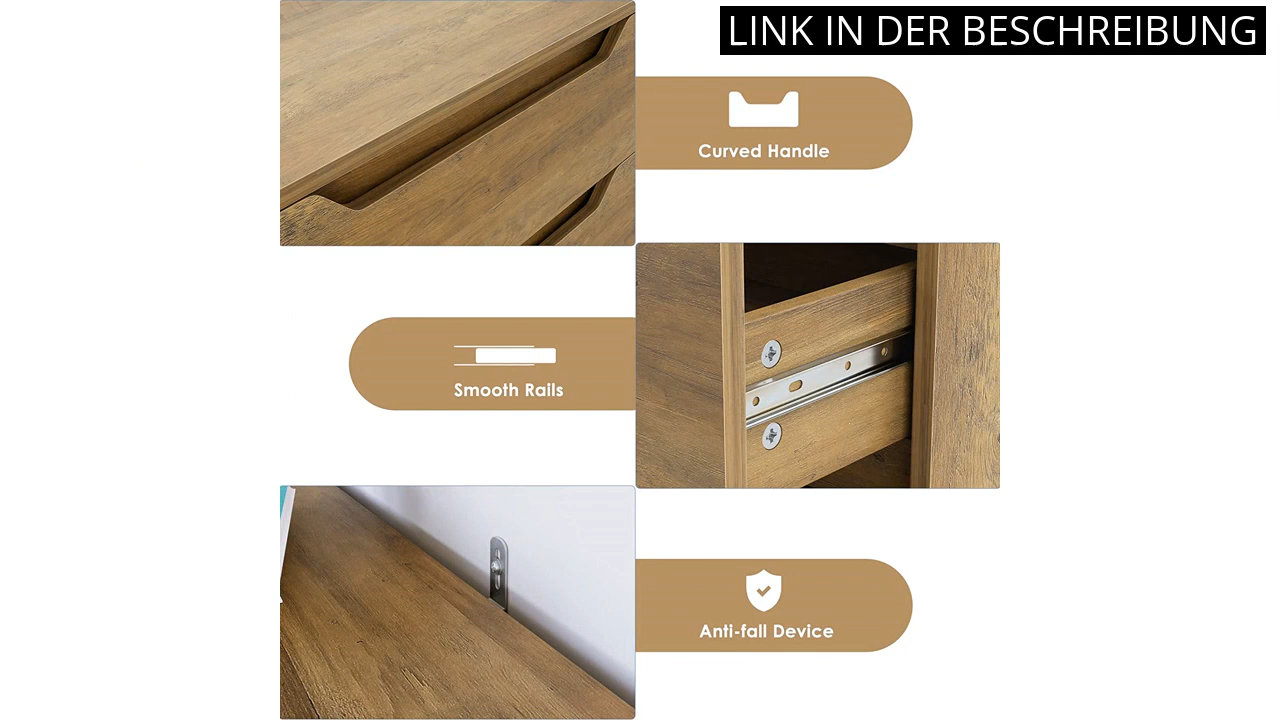 LINK IN DER BESCHREIBUNG
Curved Handle
Smooth Rails
Anti-fall Device